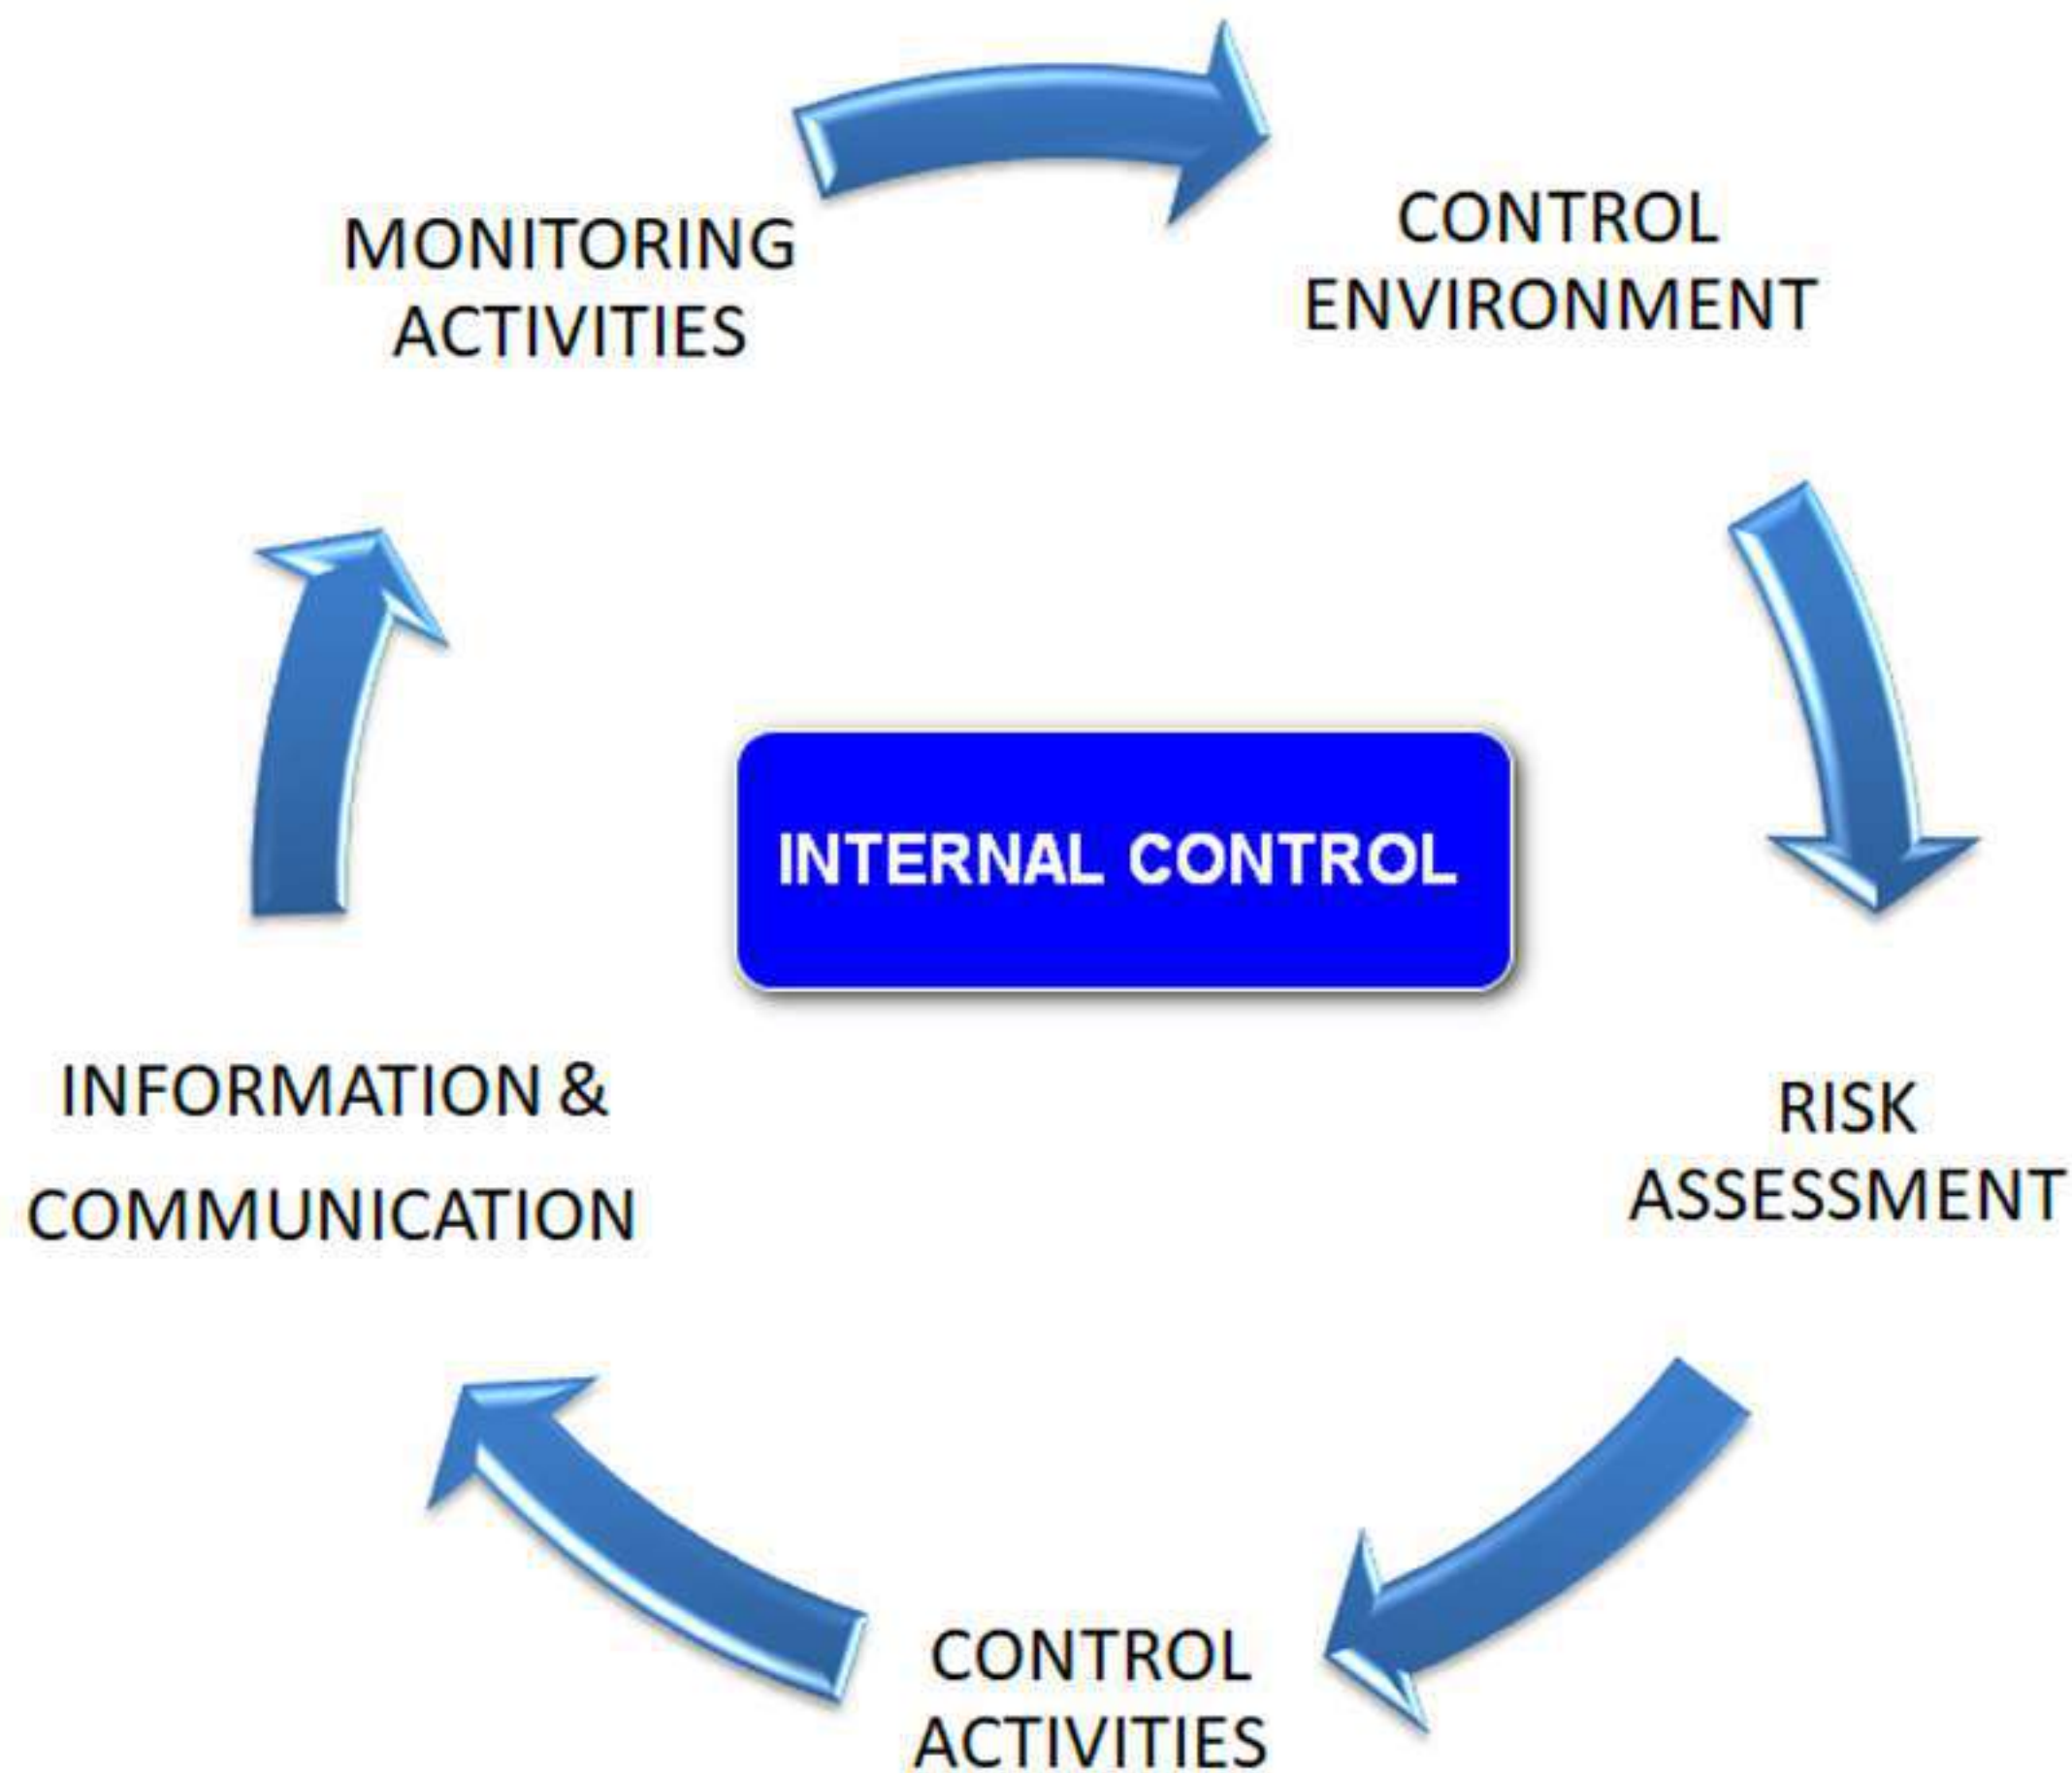 MONITORING
ACTIVITIES
CONTROL
ENVIRONMENT
INTERNAL CONTROL
INFORMATION &
COMMUNICATION
RISK
ASSESSMENT
CONTROL
ACTIVITIES